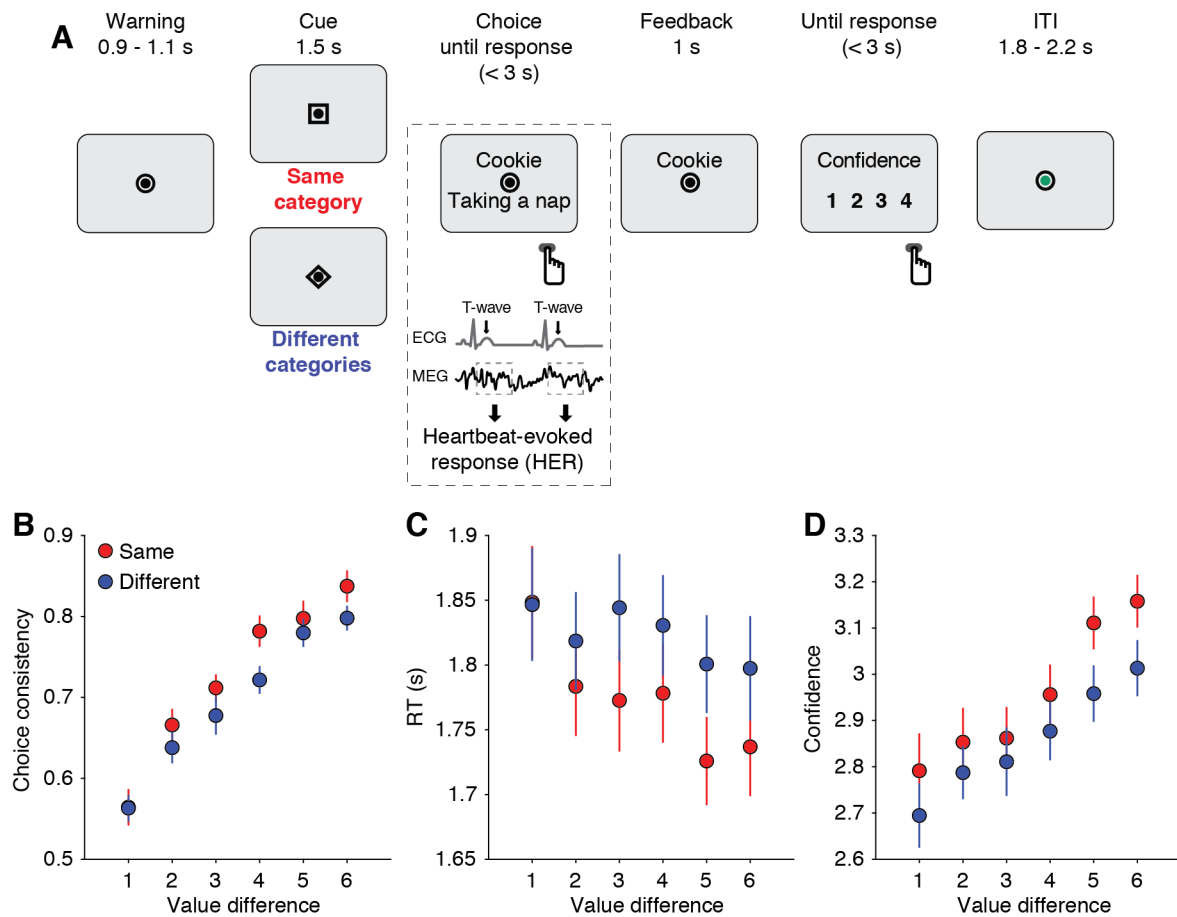 A
Warning
0.9 - 1.1 s
Cue
1.5 s
Choice
until response
(< 3 s)
Feedback
1 s
Until response
(< 3 s)
ITI
1.8 - 2.2 s
Same
category
Different
categories
Cookie
Taking a nap
Cookie
Confidence
1 2 3 4
T-wave T-wave
ECG
MEG
Heartbeat-evoked
response (HER)
B
0.9
0.8
0.7
0.6
0.5
Choice consistency
Same
Different
1 2 3 4 5 6
Value difference
C
1.9
1.85
1.8
1.75
1.7
1.65
RT (s)
1 2 3 4 5 6
Value difference
D
3.3
3.2
3.1
3
2.9
2.8
2.7
2.6
Confidence
1 2 3 4 5 6
Value difference